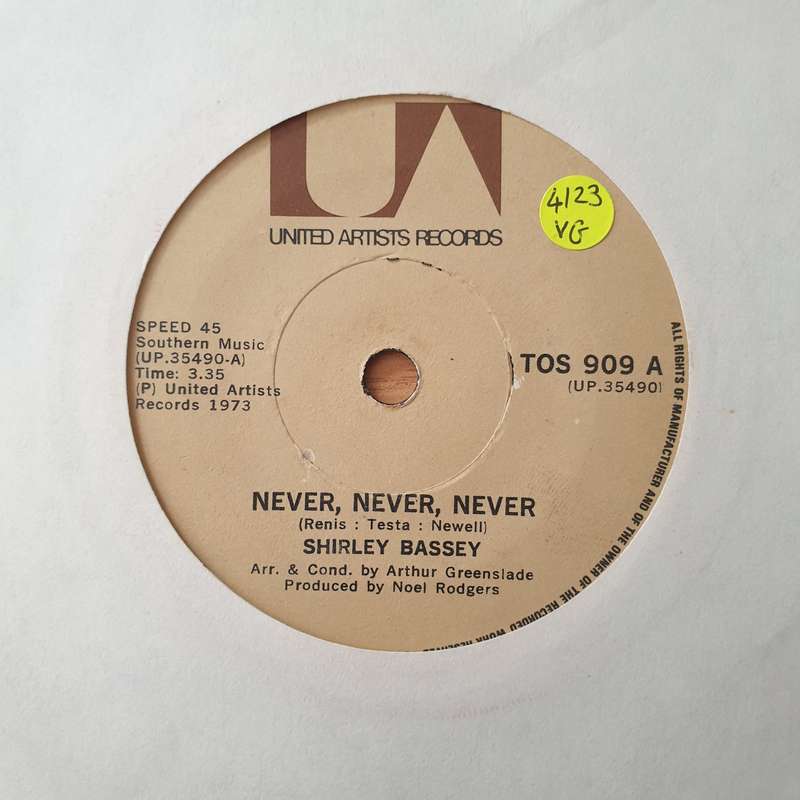 UA
UNITED ARTISTS RECORDS
4123
VG
SPEED 45
Southern Music
(UP.35490-A)
Time: 3.35
(P) United Artists
Records 1973
TOS 909 A
(UP.35490)
NEVER, NEVER, NEVER
(Renis : Testa : Newell)
SHIRLEY BASSEY
Arr. & Cond. by Arthur Greenslade
Produced by Noel Rodgers
ALL RIGHTS OF MANUFACTURER AND OF THE OWNER OF THE RECORDED WORK RESERVED